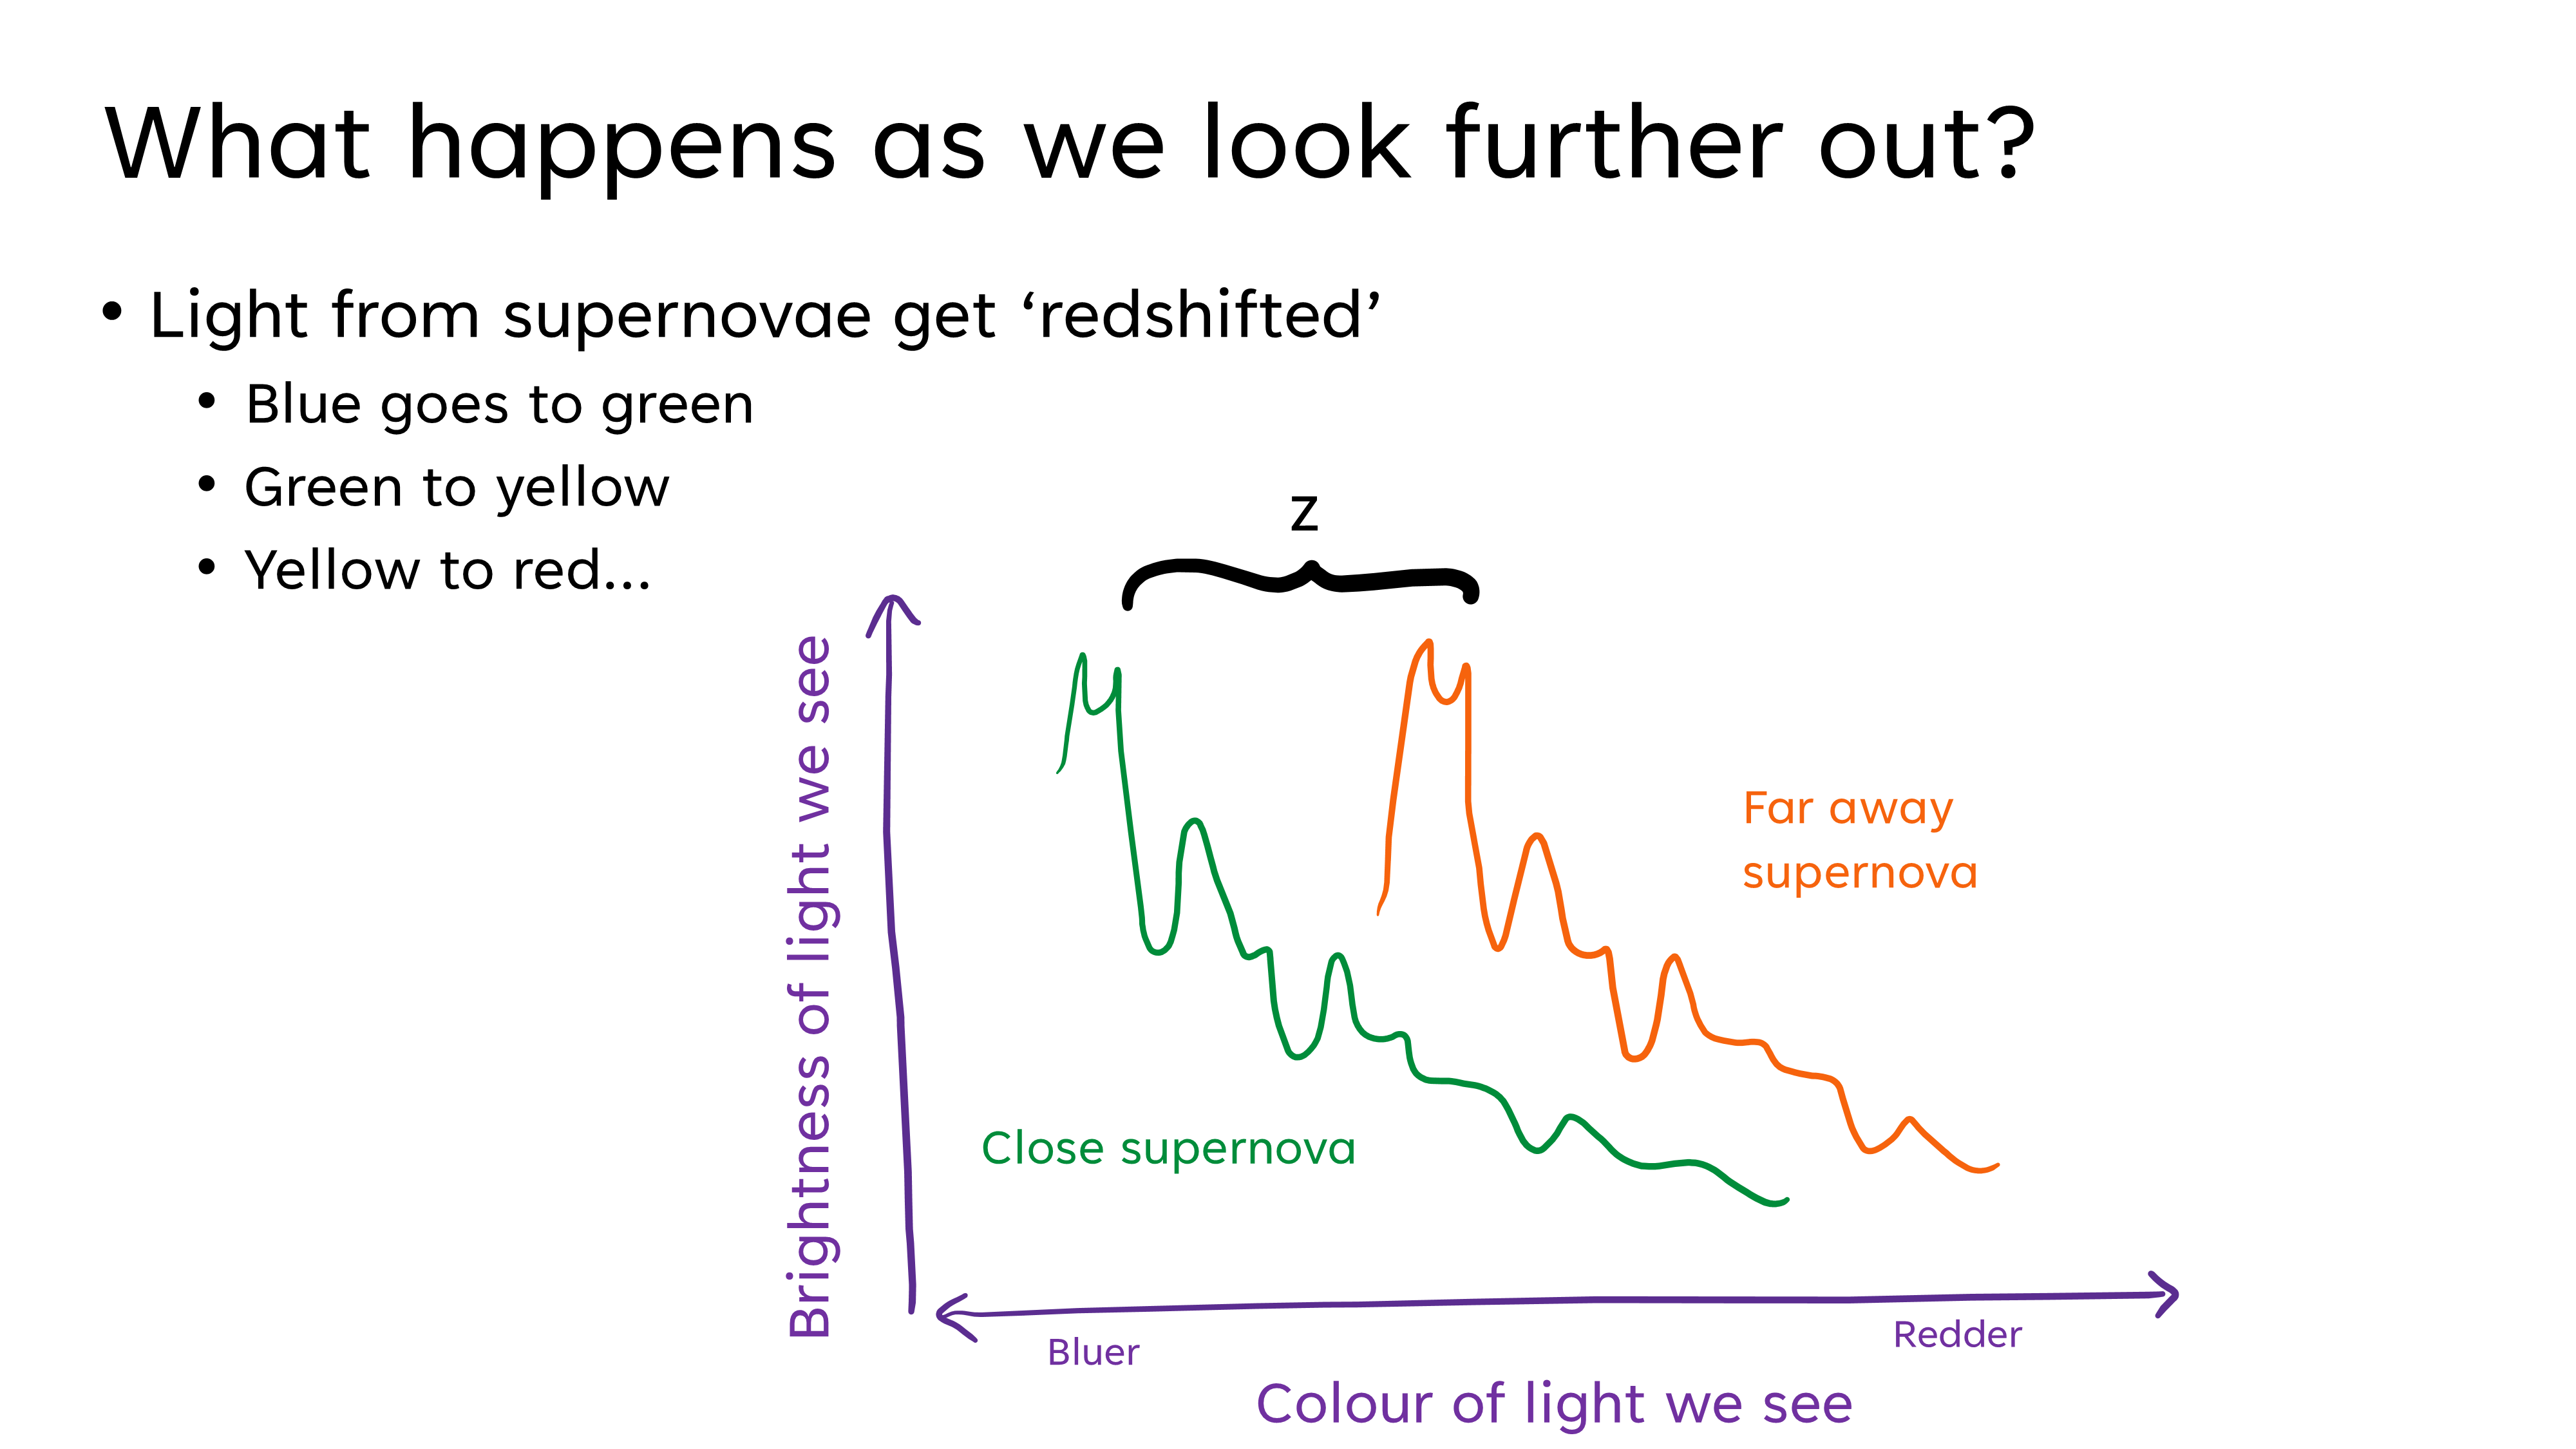 What happens as we look further out?
• Light from supernovae get ‘redshifted’
• Blue goes to green
• Green to yellow
• Yellow to red...
z
Brightness of light we see
Far away
supernova
Close supernova
Bluer
Redder
Colour of light we see